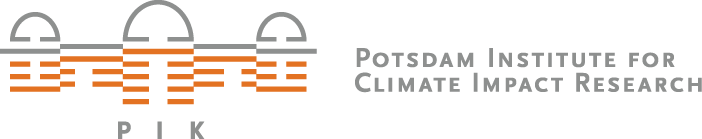 POTSDAM INSTITUTE FOR
CLIMATE IMPACT RESEARCH
PIK